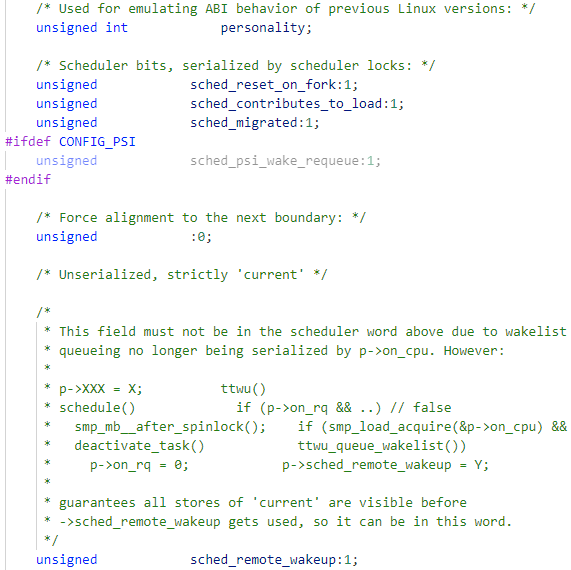 /* Used for emulating ABI behavior of previous Linux versions: */
unsigned int            personality;
/* Scheduler bits, serialized by scheduler locks: */
unsigned            sched_reset_on_fork:1;
unsigned            sched_contributes_to_load:1;
unsigned            sched_migrated:1;
#ifdef CONFIG_PSI
unsigned            sched_psi_wake_requeue:1;
#endif
/* Force alignment to the next boundary: */
unsigned            :0;
/* Unserialized, strictly 'current' */
/*
* This field must not be in the scheduler word above due to wakelist
* queueing no longer being serialized by p->on_cpu. However:
*
* p->XXX = X;          ttwu()
* schedule()             if (p->on_rq && ..) // false
*   smp_mb__after_spinlock();    if (smp_load_acquire(&p->on_cpu) &&
*   deactivate_task()            ttwu_queue_wakelist())
*     p->on_rq = 0;            p->sched_remote_wakeup = Y;
*
* guarantees all stores of 'current' are visible before
* ->sched_remote_wakeup gets used, so it can be in this word.
*/
unsigned            sched_remote_wakeup:1;